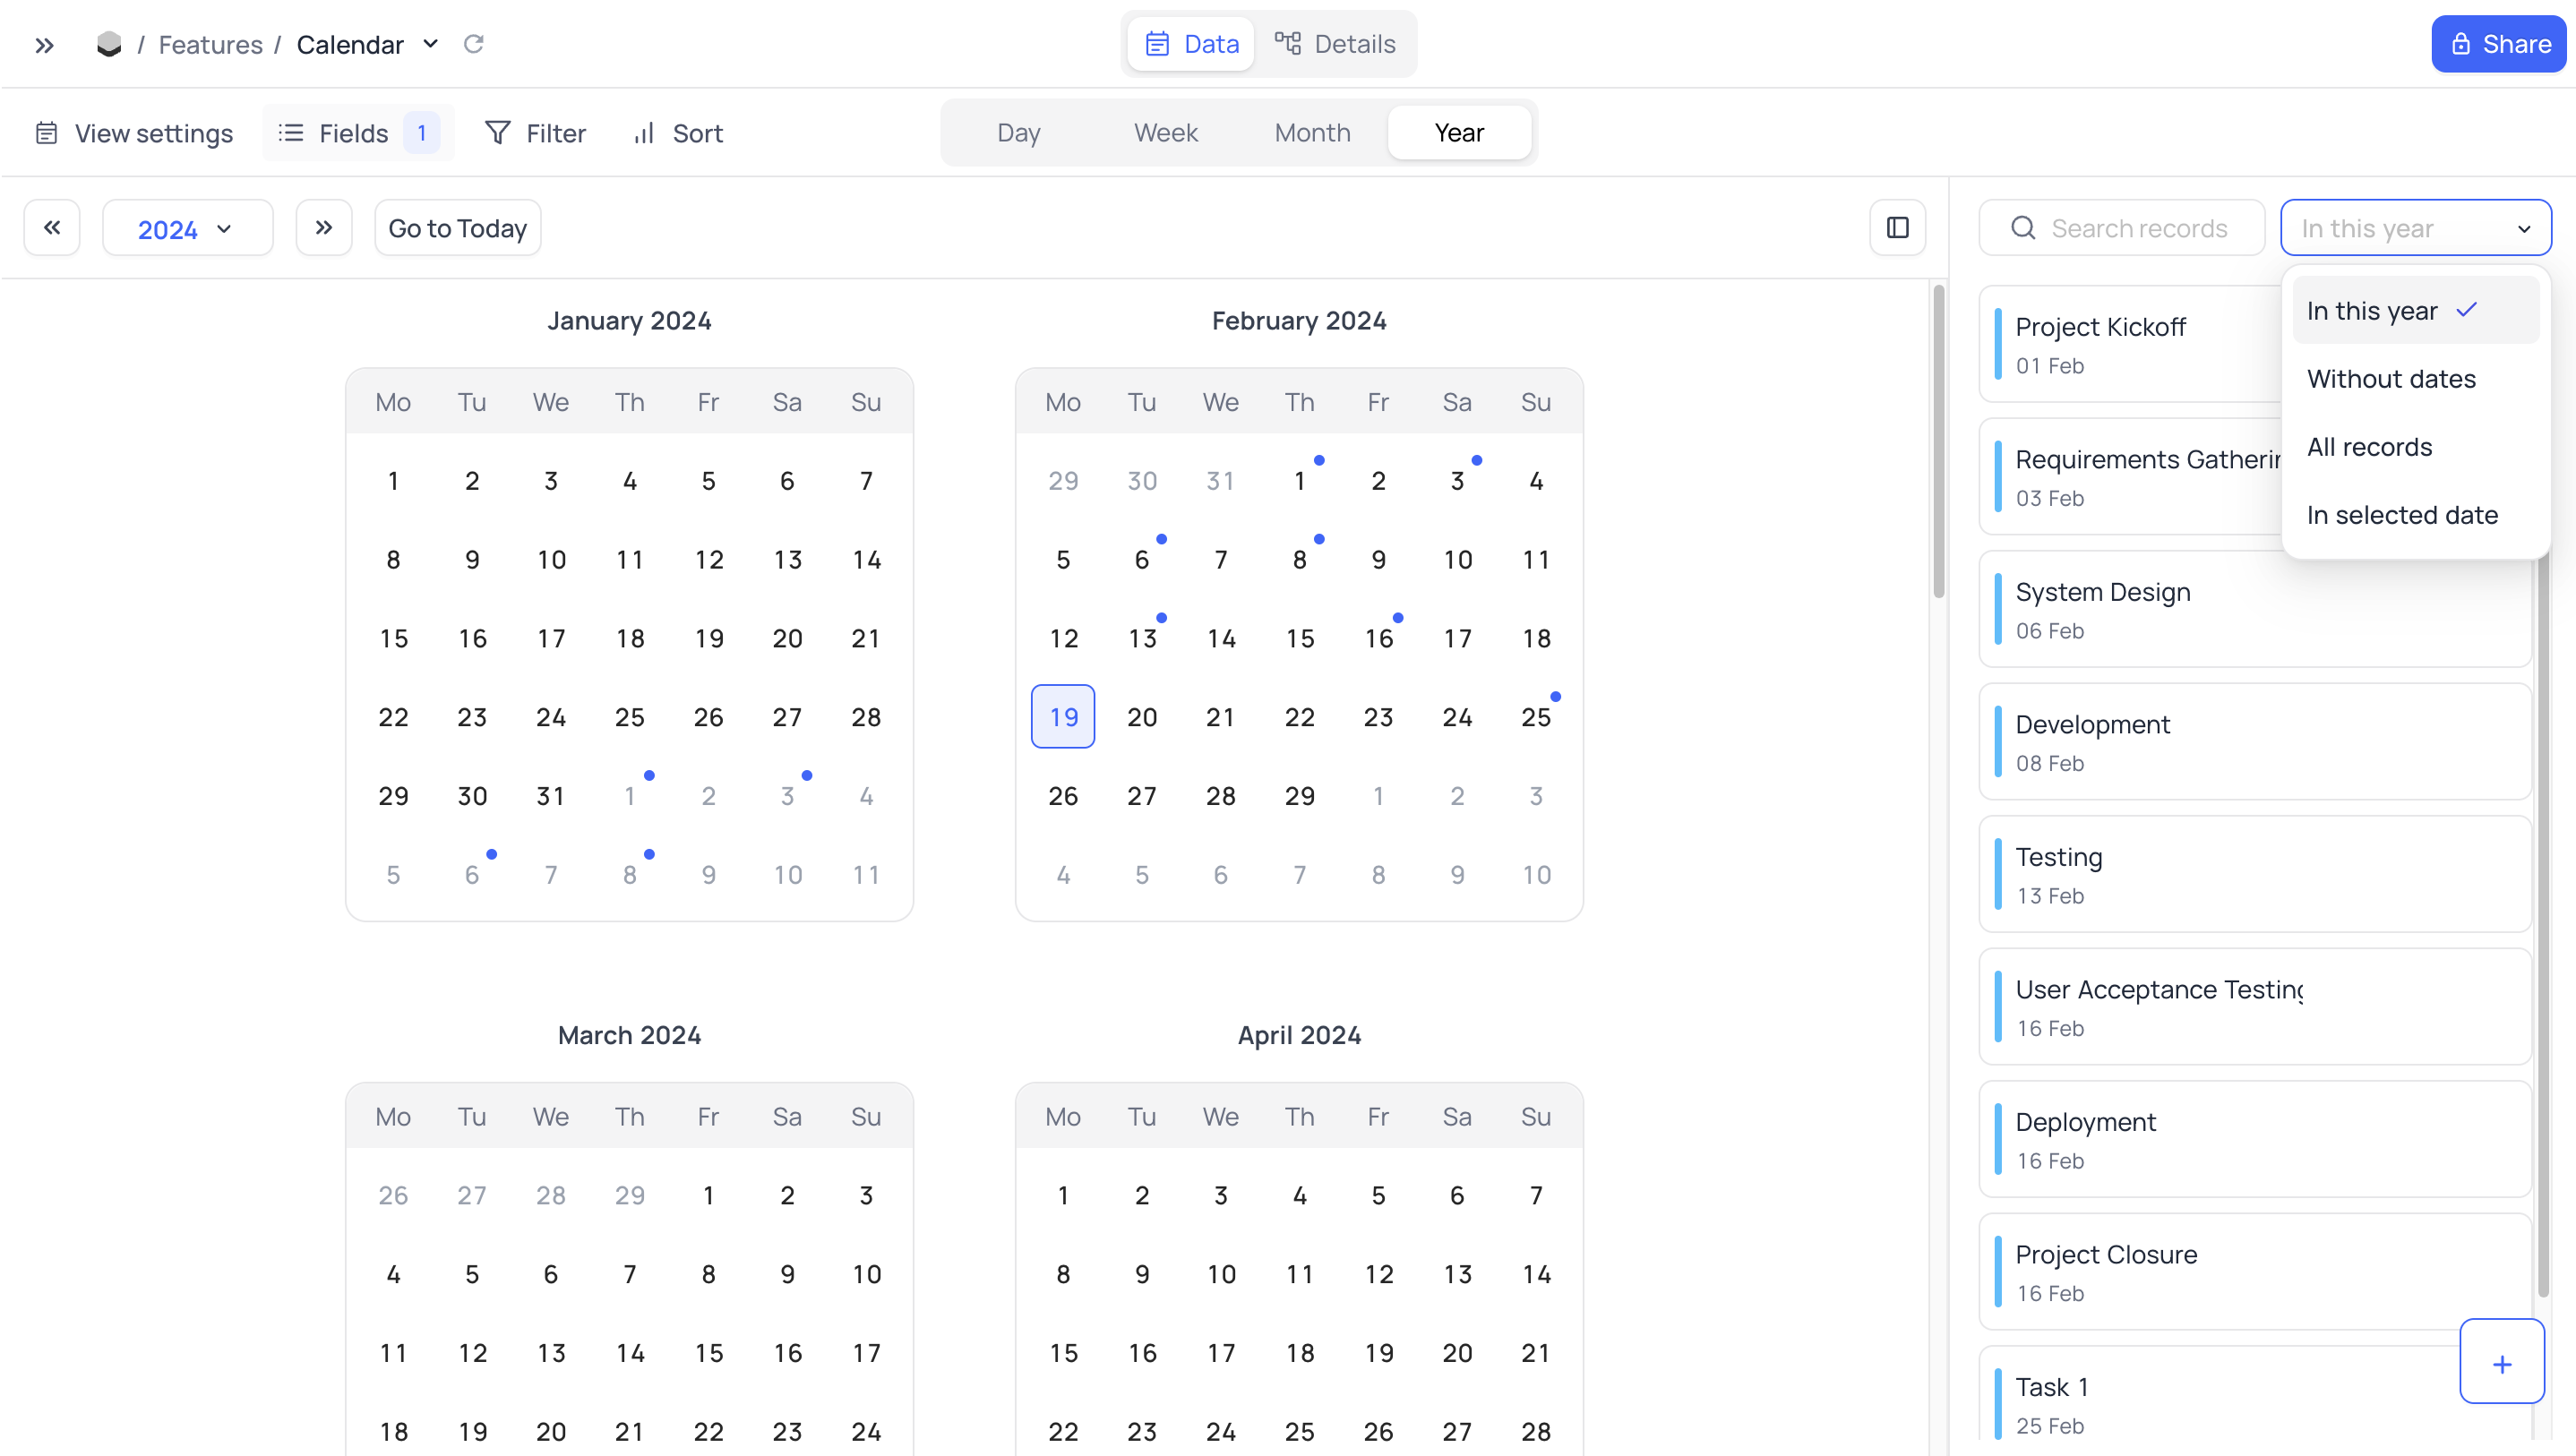 / Features / Calendar
Data
Details
Share
View settings
Fields 1
Filter
Sort
Day
Week
Month
Year
2024
Go to Today
January 2024
Mo Tu We Th Fr Sa Su
1 2 3 4 5 6 7
8 9 10 11 12 13 14
15 16 17 18 19 20 21
22 23 24 25 26 27 28
29 30 31 1 2 3 4
5 6 7 8 9 10 11
February 2024
Mo Tu We Th Fr Sa Su
29 30 31 1 2 3 4
5 6 7 8 9 10 11
12 13 14 15 16 17 18
19 20 21 22 23 24 25
26 27 28 29 1 2 3
4 5 6 7 8 9 10
March 2024
Mo Tu We Th Fr Sa Su
26 27 28 29 1 2 3
4 5 6 7 8 9 10
11 12 13 14 15 16 17
18 19 20 21 22 23 24
April 2024
Mo Tu We Th Fr Sa Su
1 2 3 4 5 6 7
8 9 10 11 12 13 14
15 16 17 18 19 20 21
22 23 24 25 26 27 28
Search records
In this year
In this year
Without dates
All records
In selected date
Project Kickoff
01 Feb
Requirements Gatherin
03 Feb
System Design
06 Feb
Development
08 Feb
Testing
13 Feb
User Acceptance Testing
16 Feb
Deployment
16 Feb
Project Closure
16 Feb
Task 1
25 Feb